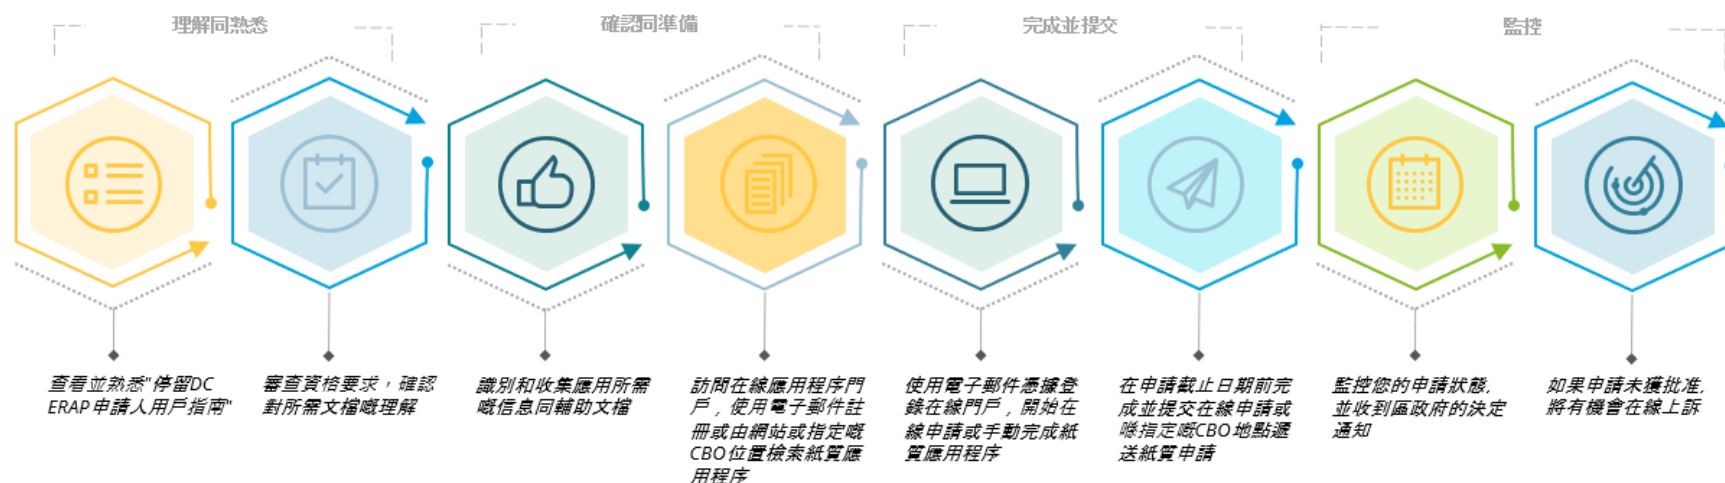 理解同熟悉
確認同準備
完成並提交
監控
查看並熟悉"停留DC
ERAP申請人用戶指南"
審查資格要求，確認
對所需文檔嘅理解
識別和收集應用所需
嘅信息同輔助文檔
訪問在線應用程序門
戶，使用電子郵件註
冊或由網站或指定嘅
CBO位置檢索紙質應
用程序
使用電子郵件憑據登
錄在線門戶，開始在
線申請或手動完成紙
質應用程序
在申請截止日期前完
成並提交在線申請或
喺指定嘅CBO地點遞
送紙質申請
監控您的申請狀態,
並收到區政府的決定
通知
如果申請未獲批准,
將有機會在線上訴